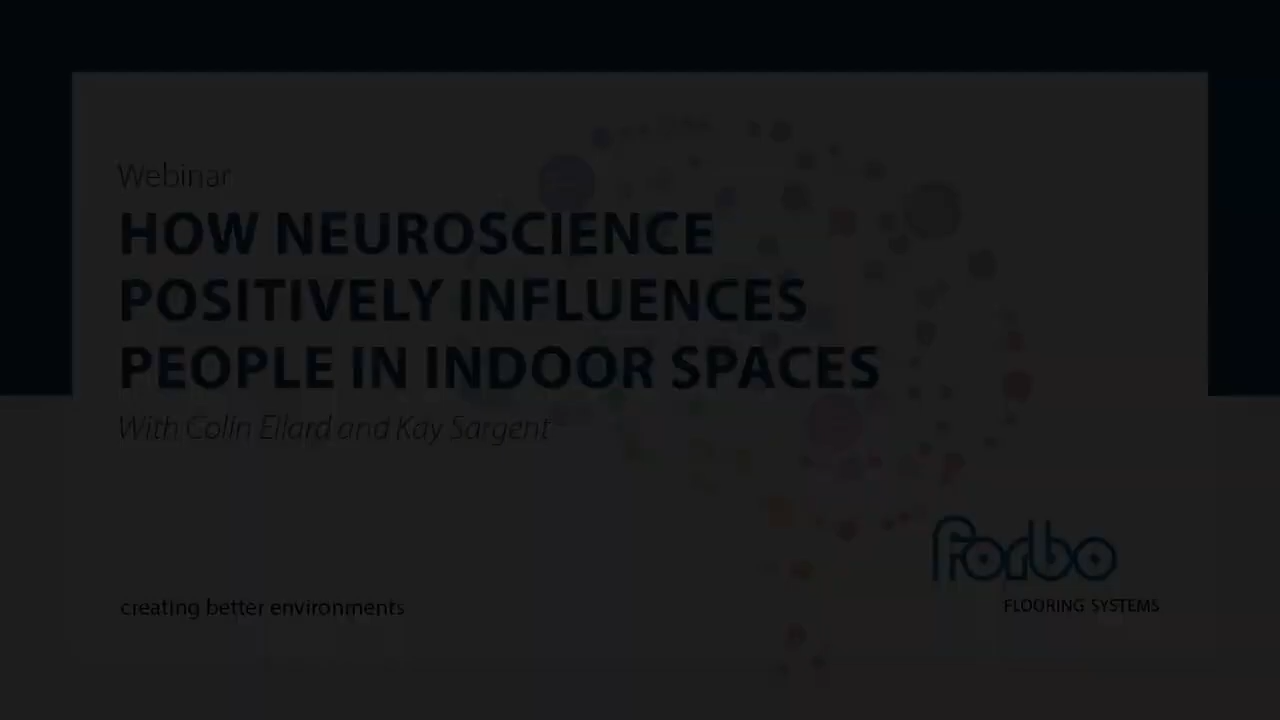 Webinar
HOW NEUROSCIENCE
POSITIVELY INFLUENCES
PEOPLE IN INDOOR SPACES
With Colin Ellard and Kay Sargent
forbo
FLOORING SYSTEMS
creating better environments